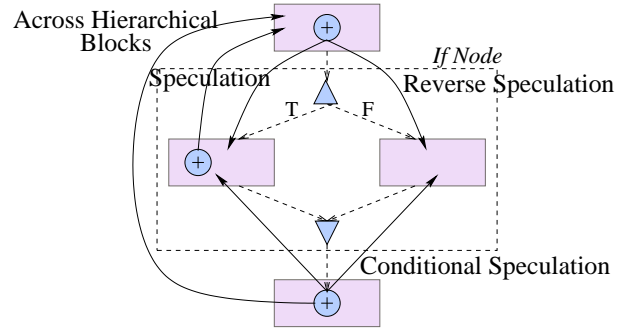 Across Hierarchical
Blocks
+
If Node
Speculation
Reverse Speculation
T
F
+
Conditional Speculation
+